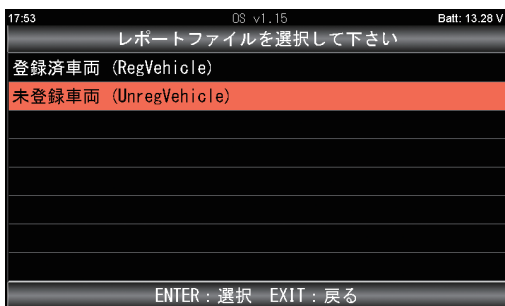 17:53 OS v1.15 Batt: 13.28 V
レポートファイルを選択して下さい
登録済車両 (RegVehicle)
未登録車両 (UnregVehicle)
ENTER：選択 EXIT：戻る